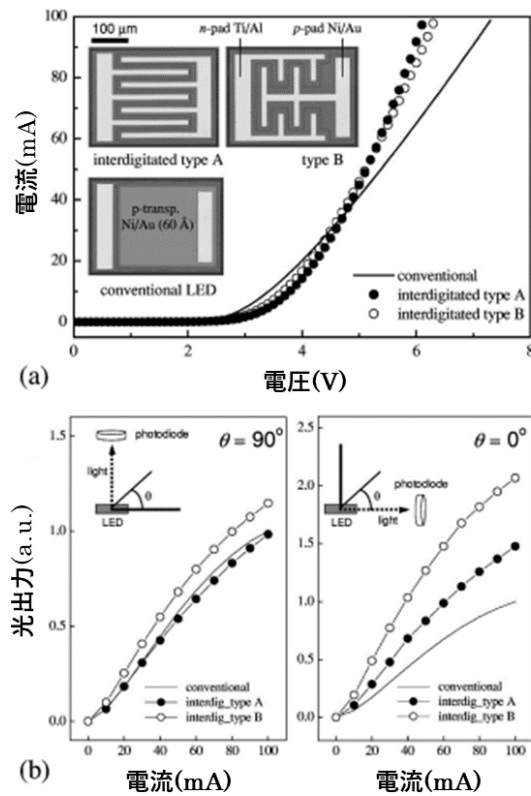 100
80
60
40
20
0
電流(mA)
100 μm
n-pad Ti/Al
p-pad Ni/Au
interdigitated type A
type B
p-transp.
Ni/Au (60 Å)
conventional LED
conventional
interdigitated type A
interdigitated type B
0 2 4 6 8
(a)
電圧(V)
1.5
1.0
0.5
0.0
光出力(a.u.)
photodiode
light
θ
LED
θ = 90°
conventional
interdig_type A
interdig_type B
0 20 40 60 80 100
電流(mA)
2.5
2.0
1.5
1.0
0.5
0.0
θ = 0°
photodiode
θ
light
LED
conventional
interdig_type A
interdig_type B
0 20 40 60 80 100
(b)
電流(mA)